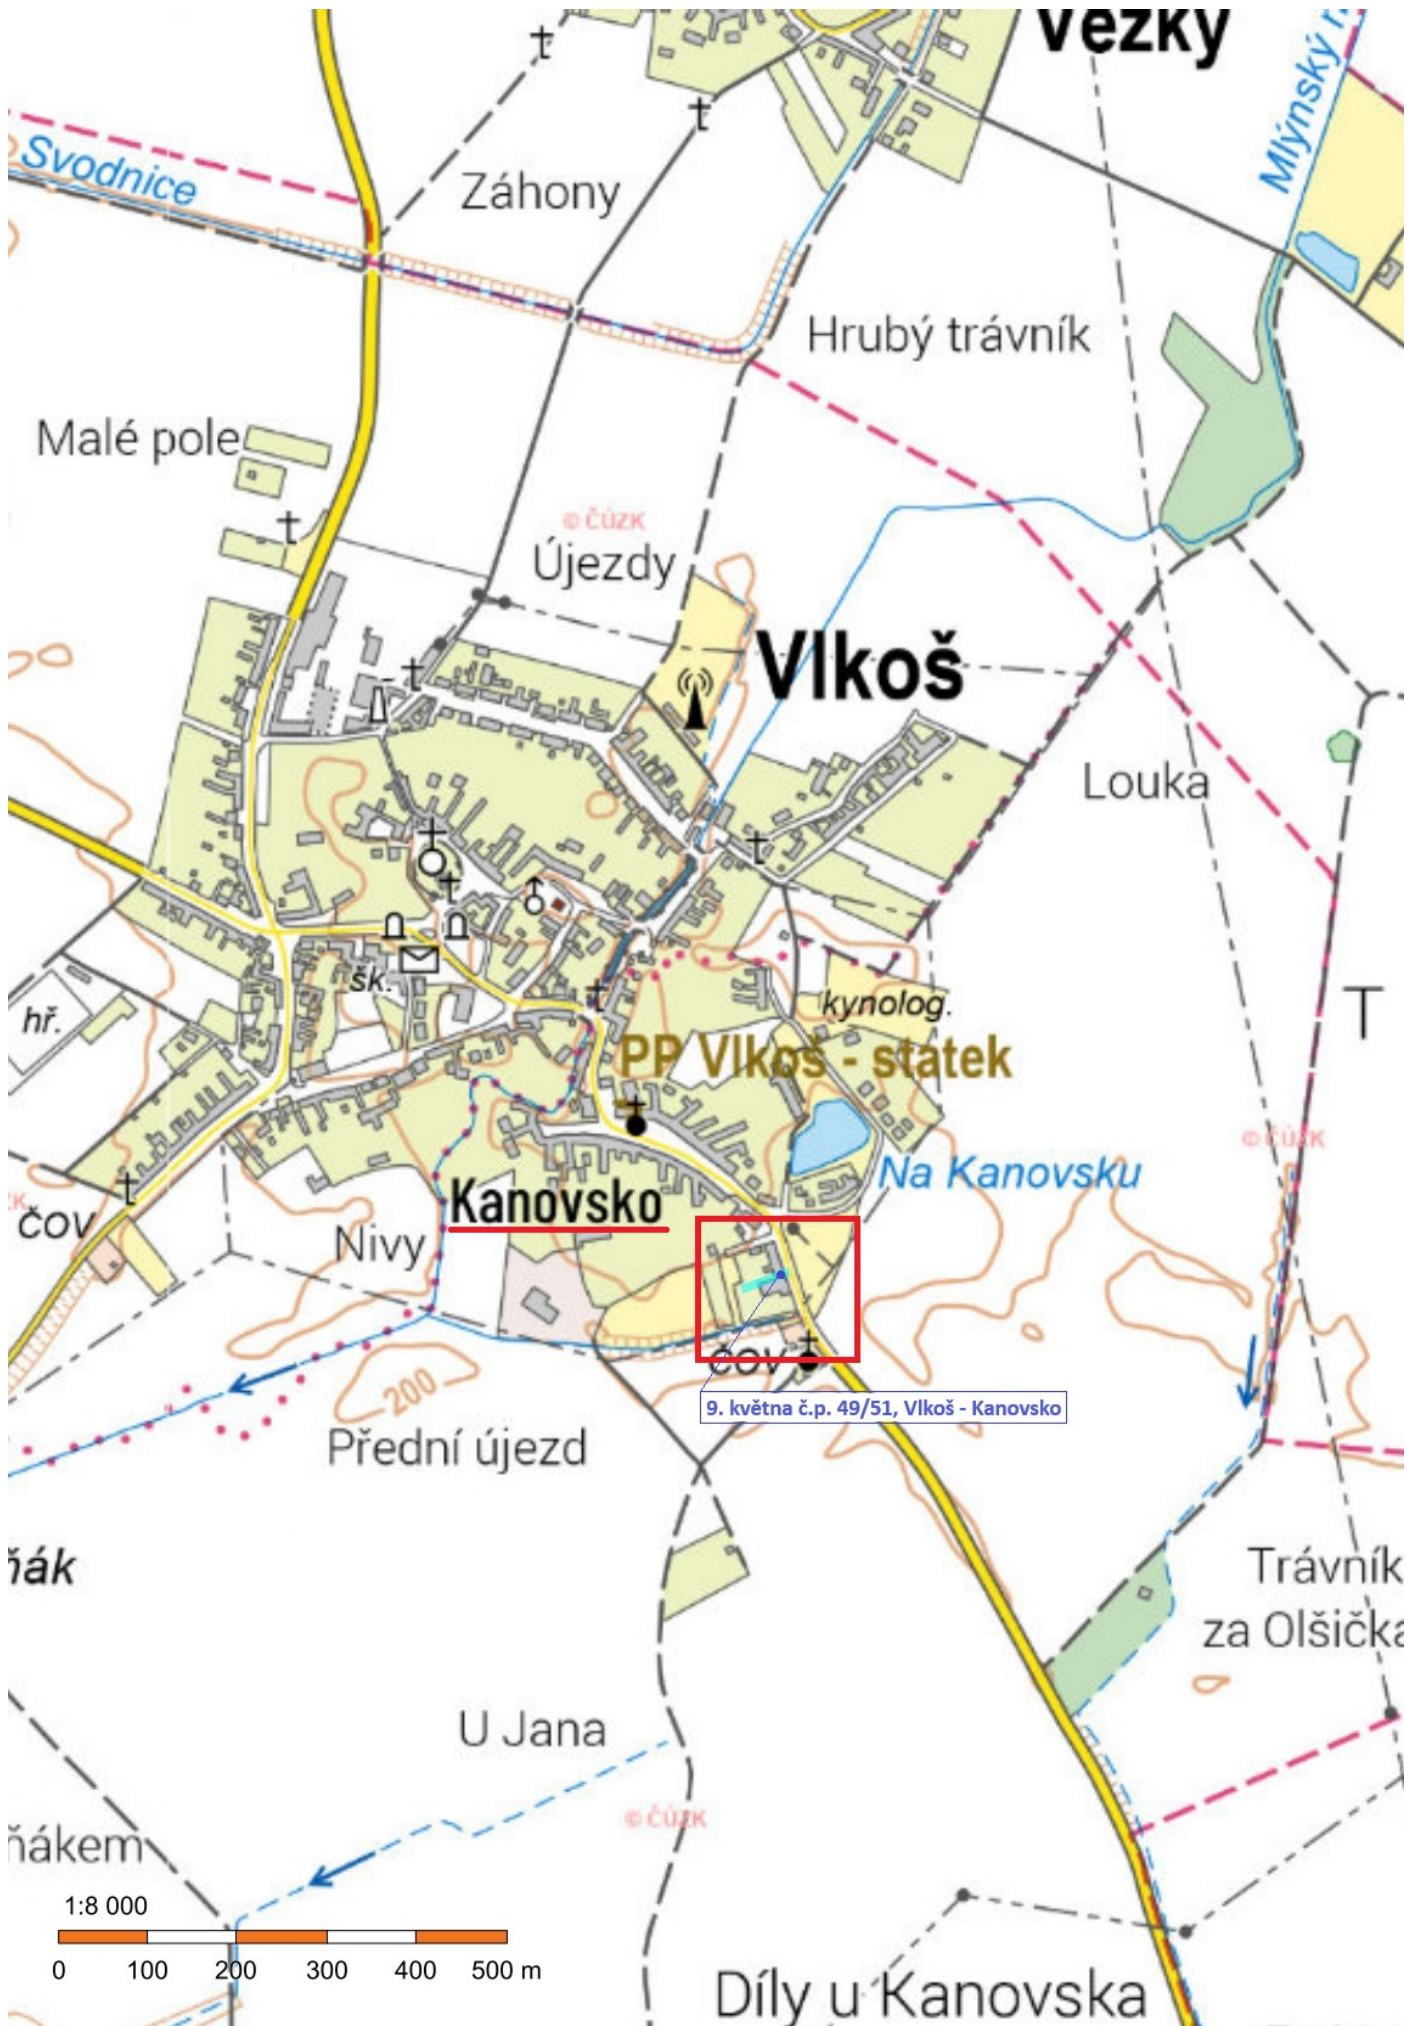 Věžky
Mlýnský
Svodnice
Záhony
Hrubý trávník
Malé pole
© ČÚZK
Újezdy
Vlkoš
Louka
šk.
hř.
kynolog.
T
PP Vlkoš - statek
© ČÚZK
Na Kanovsku
Kanovsko
ČOV
Nivy
ČOV
200
9. května č.p. 49/51, Vlkoš - Kanovsko
Přední újezd
ňák
Trávník
za Olšička
U Jana
© ČÚZK
ňákem
1:8 000
0 100 200 300 400 500 m
Díly u Kanovska